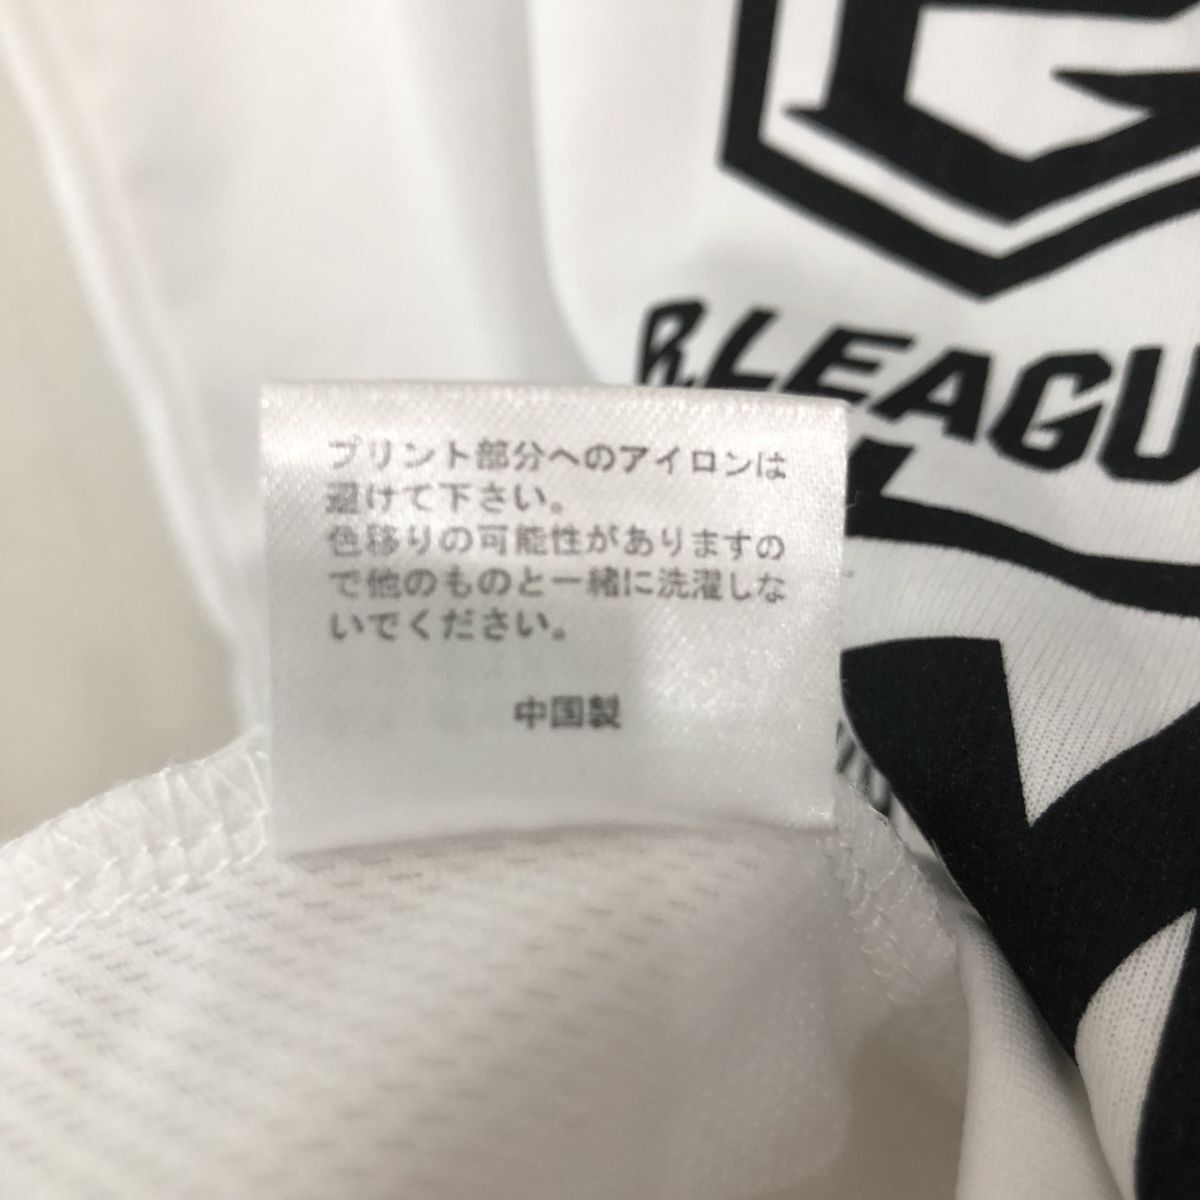 R LEAGU
プリント部分へのアイロンは
避けて下さい。
色移りの可能性がありますの
で他のものと一緒に洗濯しな
いでください。
中国製